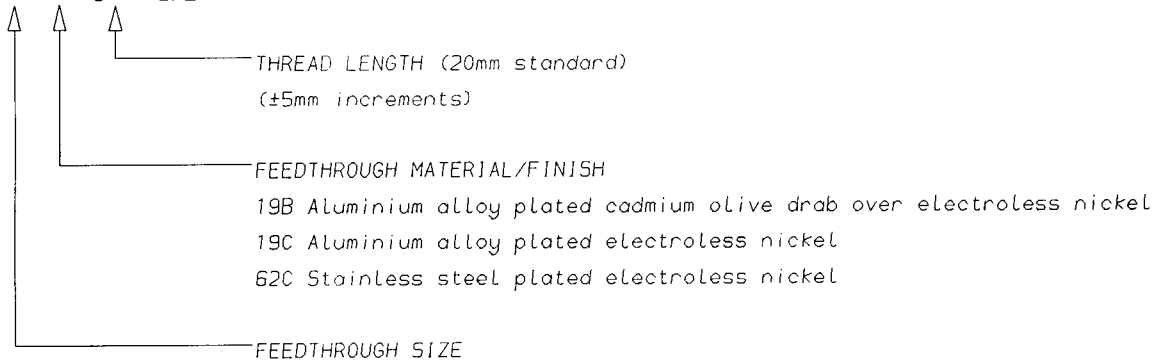 THREAD LENGTH (20mm standard)
(±5mm increments)
FEEDTHROUGH MATERIAL/FINISH
19B Aluminium alloy plated cadmium olive drab over electroless nickel
19C Aluminium alloy plated electroless nickel
62C Stainless steel plated electroless nickel
FEEDTHROUGH SIZE